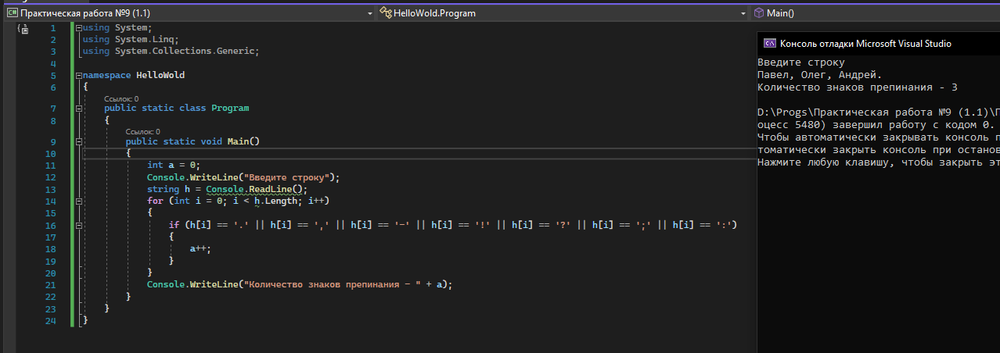 C# Практическая работа №9 (1.1) HelloWold.Program Main()
1 using System;
2 using System.Linq;
3 using System.Collections.Generic;
4
5 namespace HelloWold
6 {
Ссылок: 0
7 public static class Program
8 {
Ссылок: 0
9 public static void Main()
10 {
11 int a = 0;
12 Console.WriteLine("Введите строку");
13 string h = Console.ReadLine();
14 for (int i = 0; i < h.Length; i++)
15 {
16 if (h[i] == '.' || h[i] == ',' || h[i] == '-' || h[i] == '!' || h[i] == '?' || h[i] == ';' || h[i] == ':')
17 {
18 a++;
19 }
20 }
21 Console.WriteLine("Количество знаков препинания - " + a);
22 }
23 }
24 }
Консоль отладки Microsoft Visual Studio
Введите строку
Павел, Олег, Андрей.
Количество знаков препинания - 3
D:\Progs\Практическая работа №9 (1.1)\П
оцесс 5480) завершил работу с кодом 0.
Чтобы автоматически закрывать консоль п
томатически закрыть консоль при останов
Нажмите любую клавишу, чтобы закрыть эт